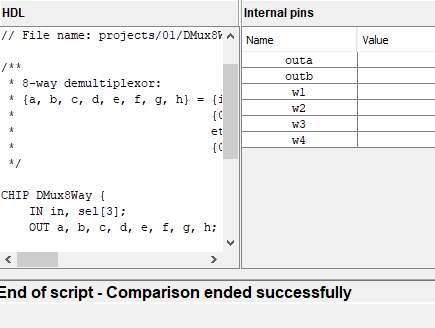 HDL
// File name: projects/01/DMux8W
/**
* 8-way demultiplexor:
* {a, b, c, d, e, f, g, h} = {i
* {0
* et
* {0
*/
CHIP DMux8Way {
IN in, sel[3];
OUT a, b, c, d, e, f, g, h;
Internal pins
Name Value
outa
outb
w1
w2
w3
w4
End of script - Comparison ended successfully